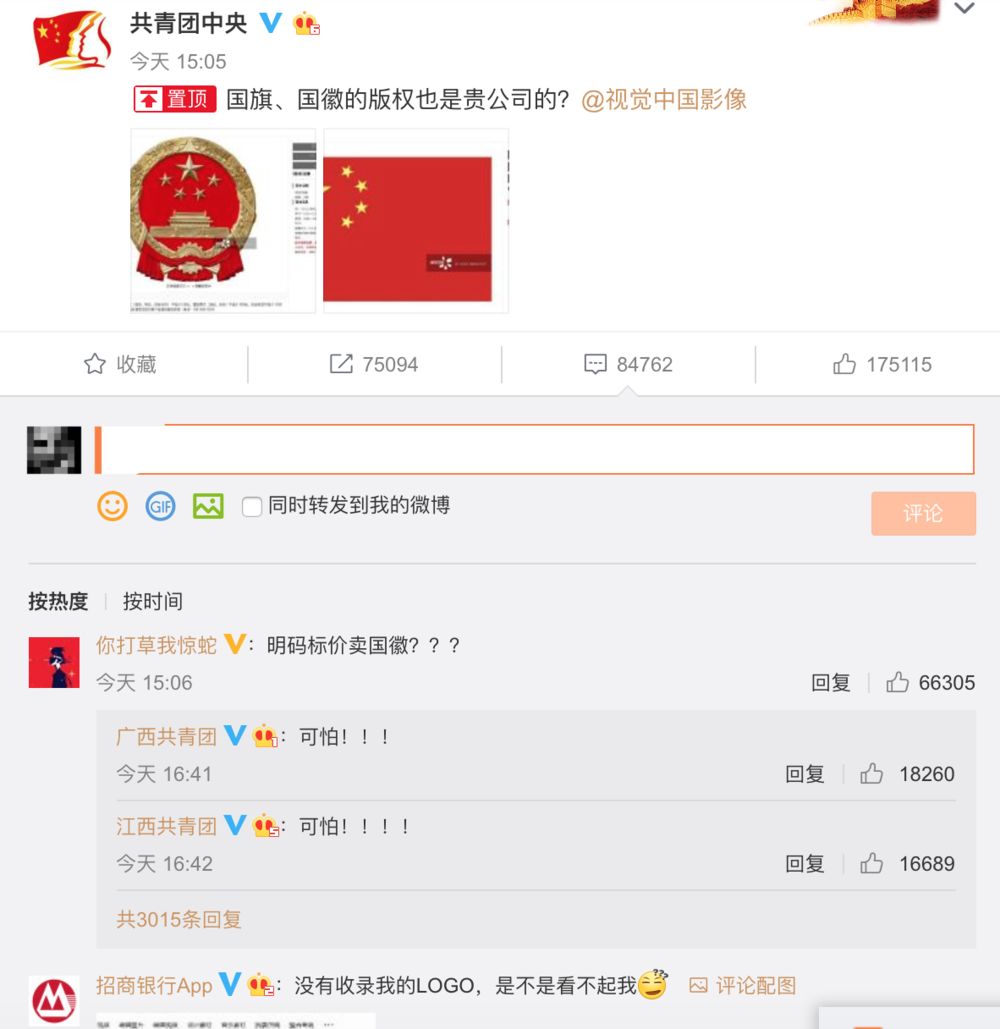 共青团中央
今天 15:05
置顶 国旗、国徽的版权也是贵公司的？@视觉中国影像
收藏 75094 84762 175115
GIF 同时转发到我的微博
评论
按热度 按时间
你打草我惊蛇：明码标价卖国徽？？？
今天 15:06 回复 66305
广西共青团：可怕！！！
今天 16:41 回复 18260
江西共青团：可怕！！！！
今天 16:42 回复 16689
共3015条回复
招商银行App：没有收录我的LOGO，是不是看不起我 评论配图